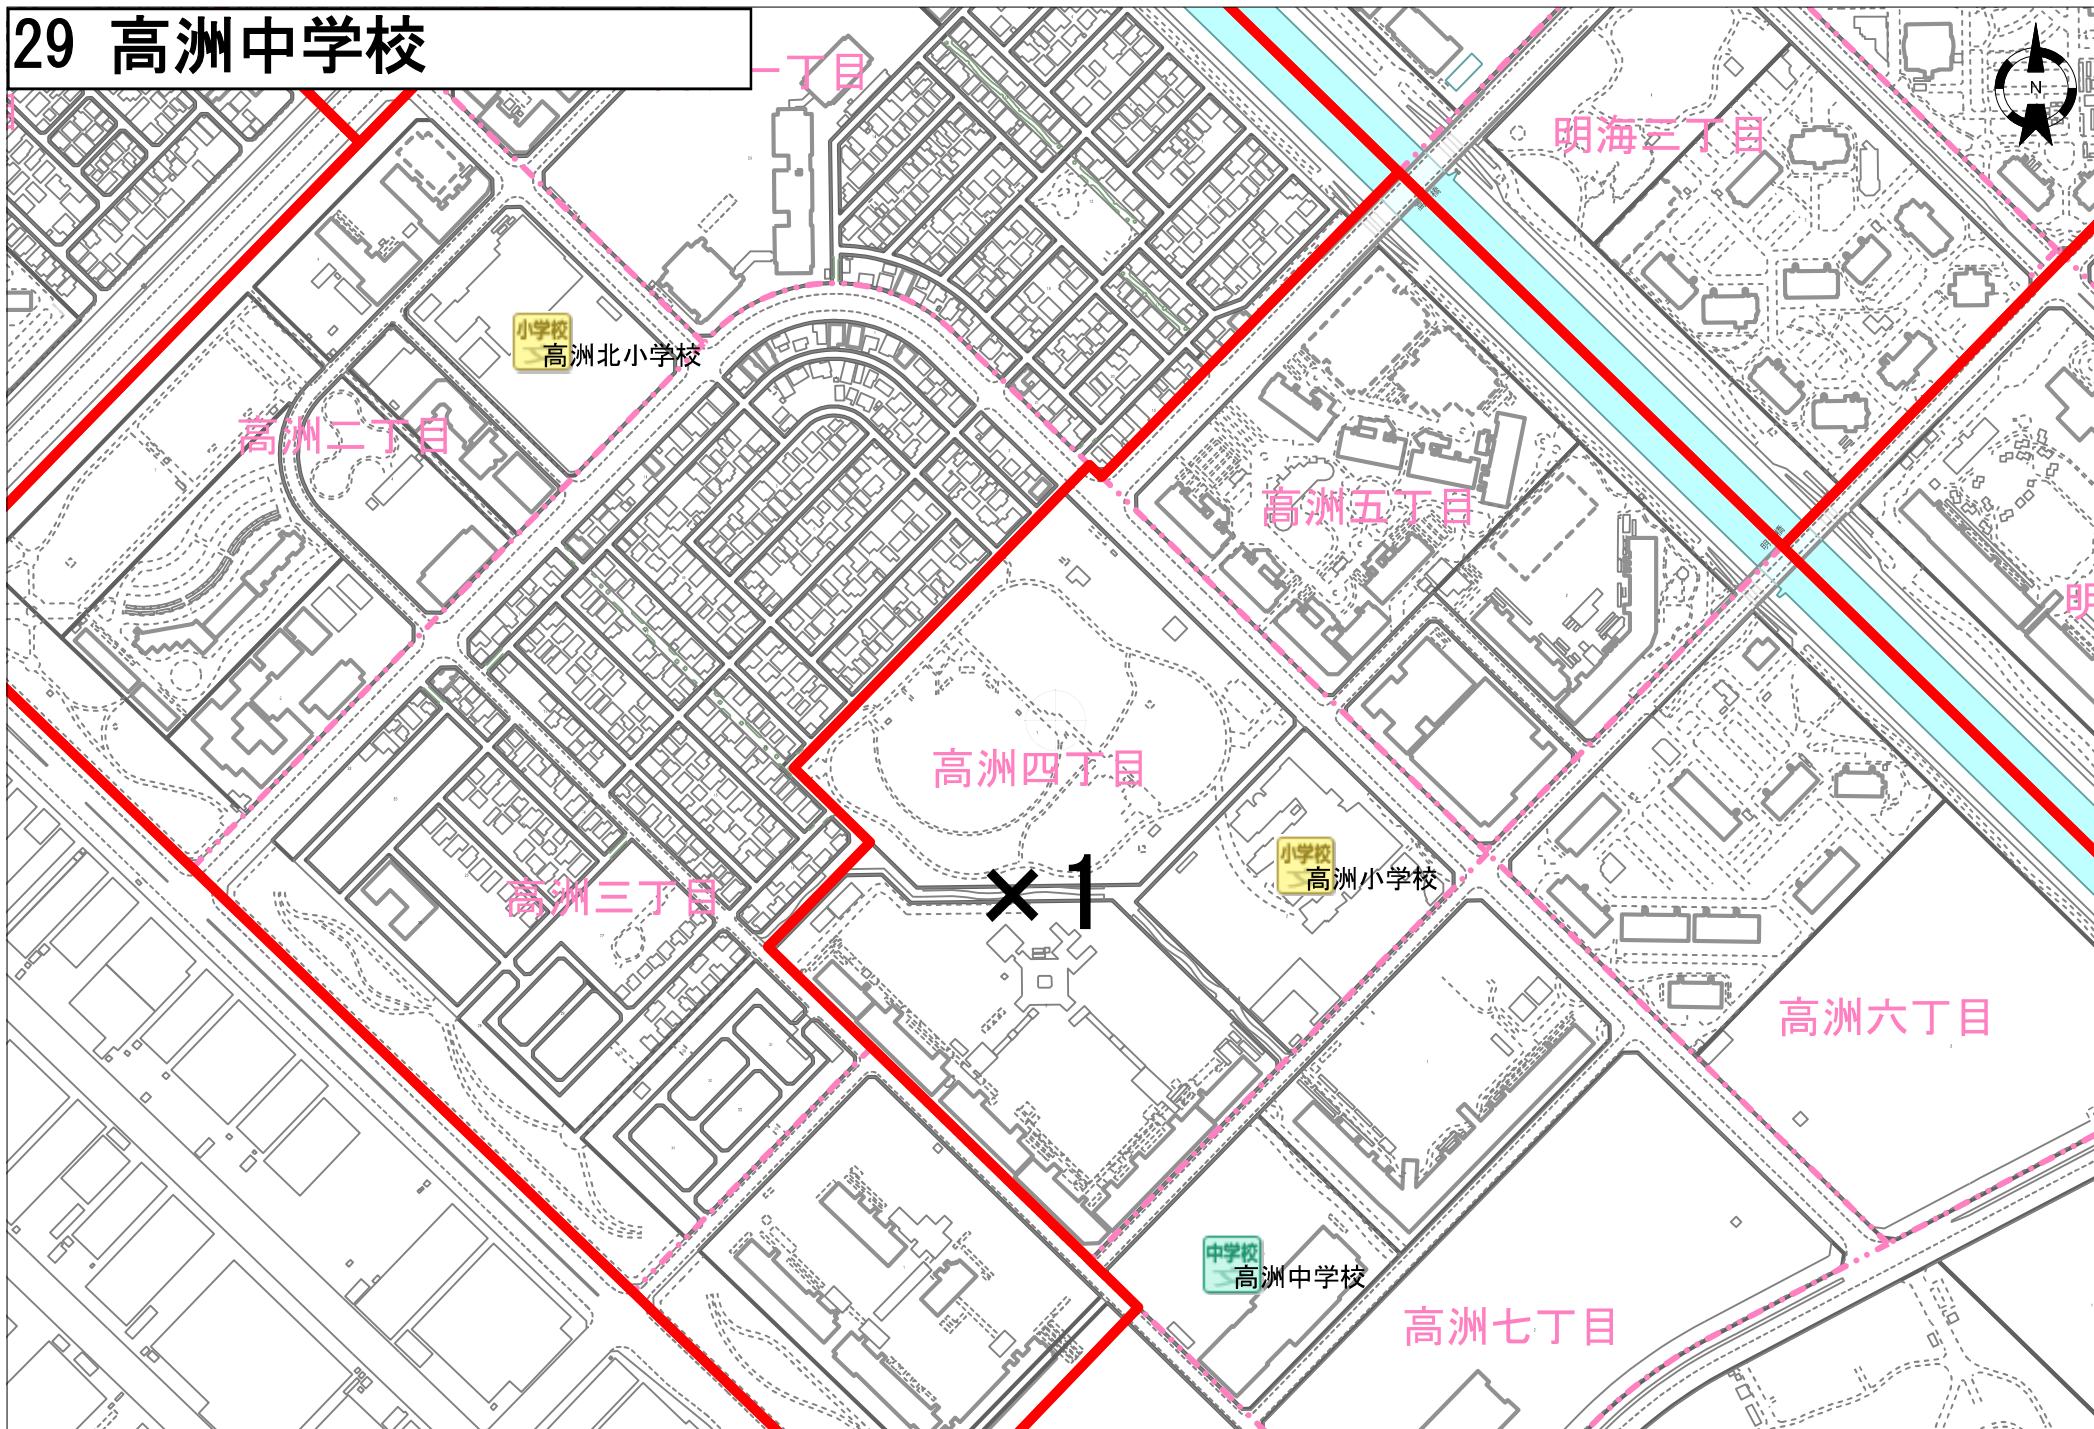 29 高洲中学校
一丁目
N
明海三丁目
小学校
高洲北小学校
高洲二丁目
高洲五丁目
明
高洲四丁目
小学校
高洲小学校
×1
高洲三丁目
高洲六丁目
中学校
高洲中学校
高洲七丁目